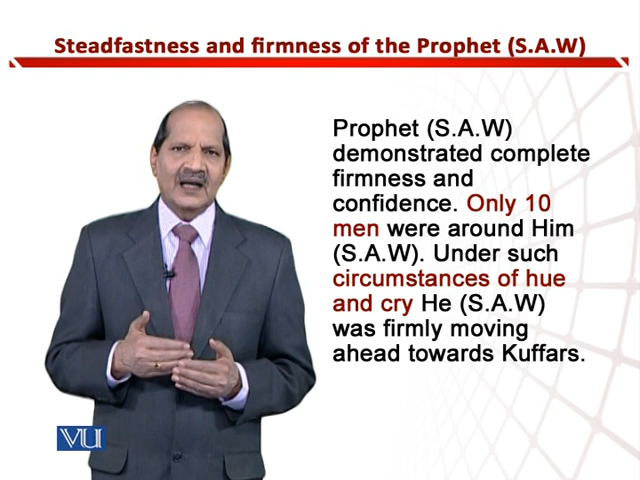 Steadfastness and firmness of the Prophet (S.A.W)
Prophet (S.A.W)
demonstrated complete
firmness and
confidence. Only 10
men were around Him
(S.A.W). Under such
circumstances of hue
and cry He (S.A.W)
was firmly moving
ahead towards Kuffars.
VU